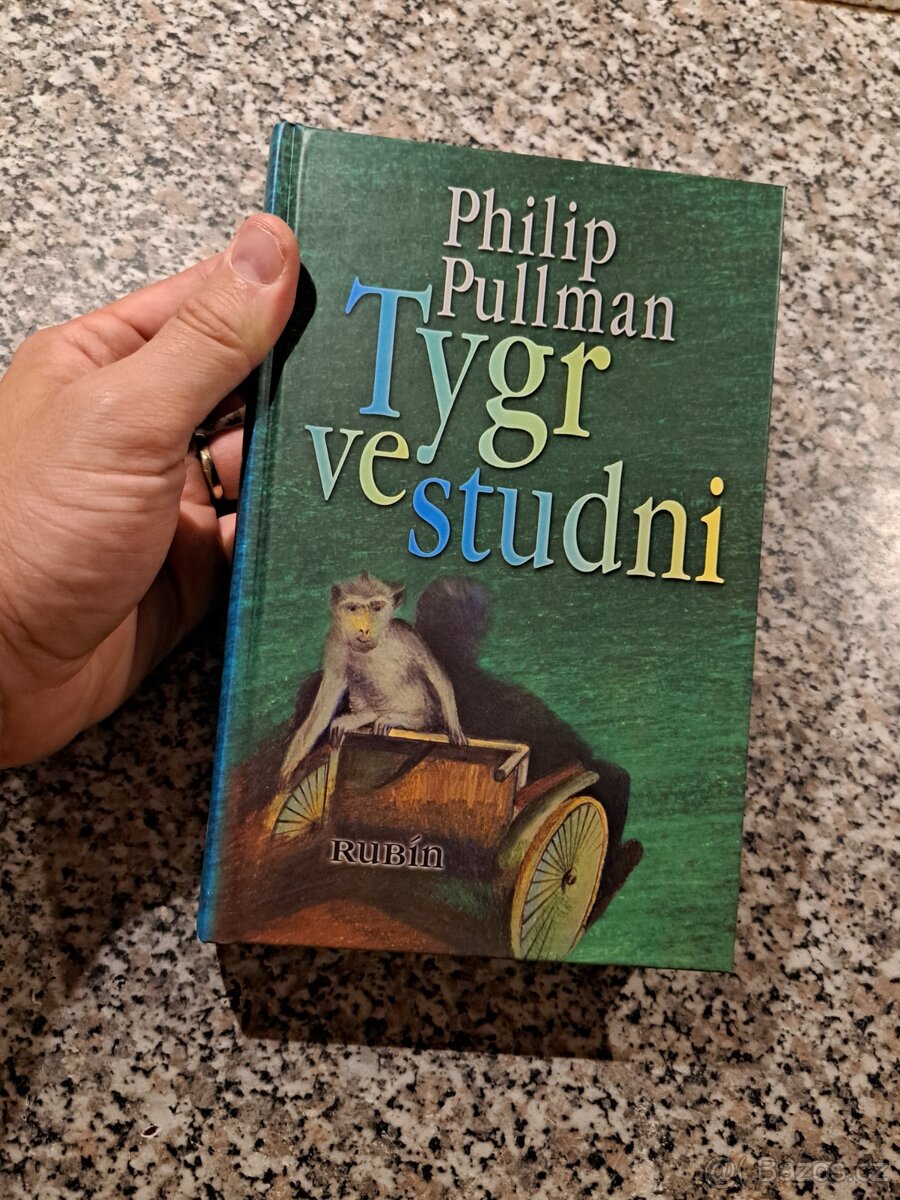 Philip
Pullman
Tygr
ve studni
RUBÍN
@ Bazos.cz